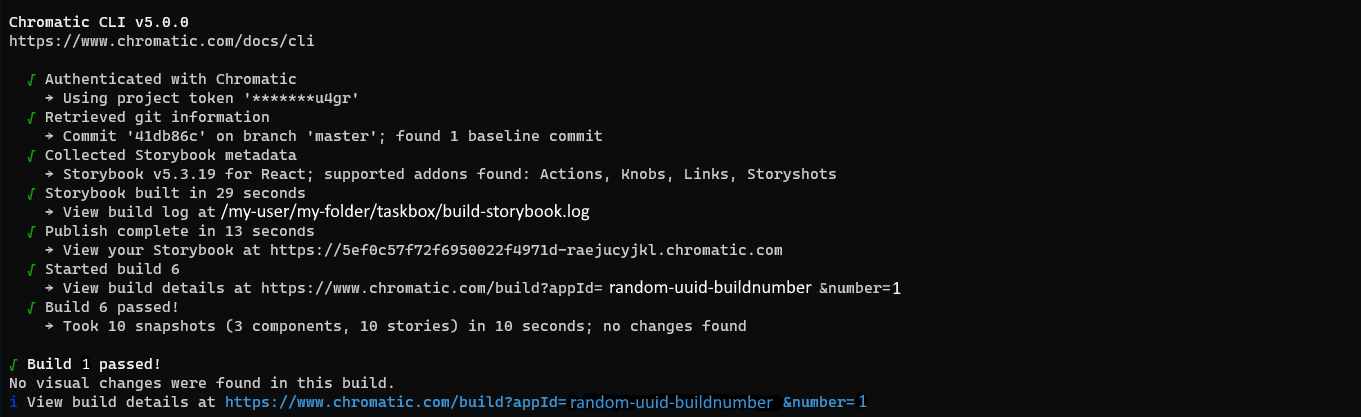 Chromatic CLI v5.0.0
https://www.chromatic.com/docs/cli
√ Authenticated with Chromatic
→ Using project token '*******u4gr'
√ Retrieved git information
→ Commit '41db86c' on branch 'master'; found 1 baseline commit
√ Collected Storybook metadata
→ Storybook v5.3.19 for React; supported addons found: Actions, Knobs, Links, Storyshots
√ Storybook built in 29 seconds
→ View build log at /my-user/my-folder/taskbox/build-storybook.log
√ Publish complete in 13 seconds
→ View your Storybook at https://5ef0c57f72f6950022f4971d-raejucyjkl.chromatic.com
√ Started build 6
→ View build details at https://www.chromatic.com/build?appId= random-uuid-buildnumber &number=1
√ Build 6 passed!
→ Took 10 snapshots (3 components, 10 stories) in 10 seconds; no changes found
√ Build 1 passed!
No visual changes were found in this build.
i View build details at https://www.chromatic.com/build?appId=random-uuid-buildnumber &number=1